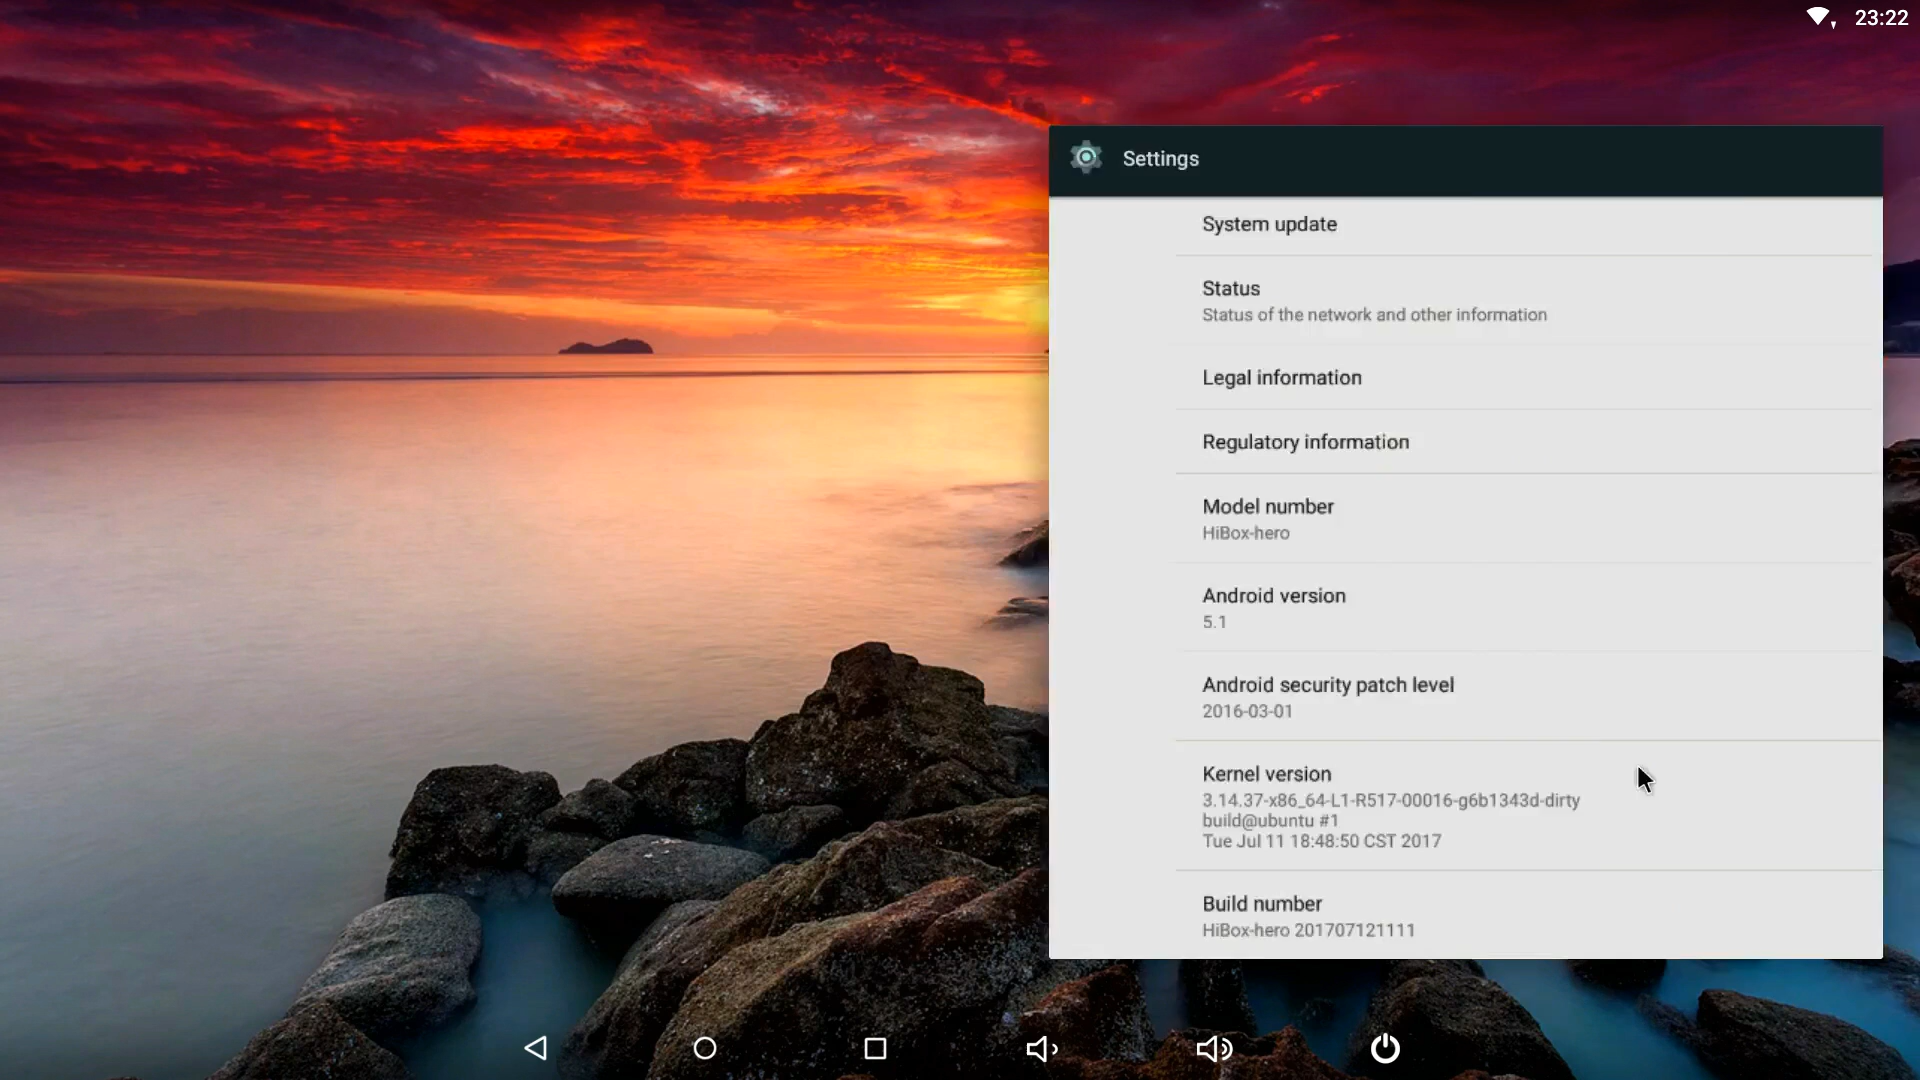 23:22
Settings
System update
Status
Status of the network and other information
Legal information
Regulatory information
Model number
HiBox-hero
Android version
5.1
Android security patch level
2016-03-01
Kernel version
3.14.37-x86_64-L1-R517-00016-g6b1343d-dirty
build@ubuntu #1
Tue Jul 11 18:48:50 CST 2017
Build number
HiBox-hero 201707121111